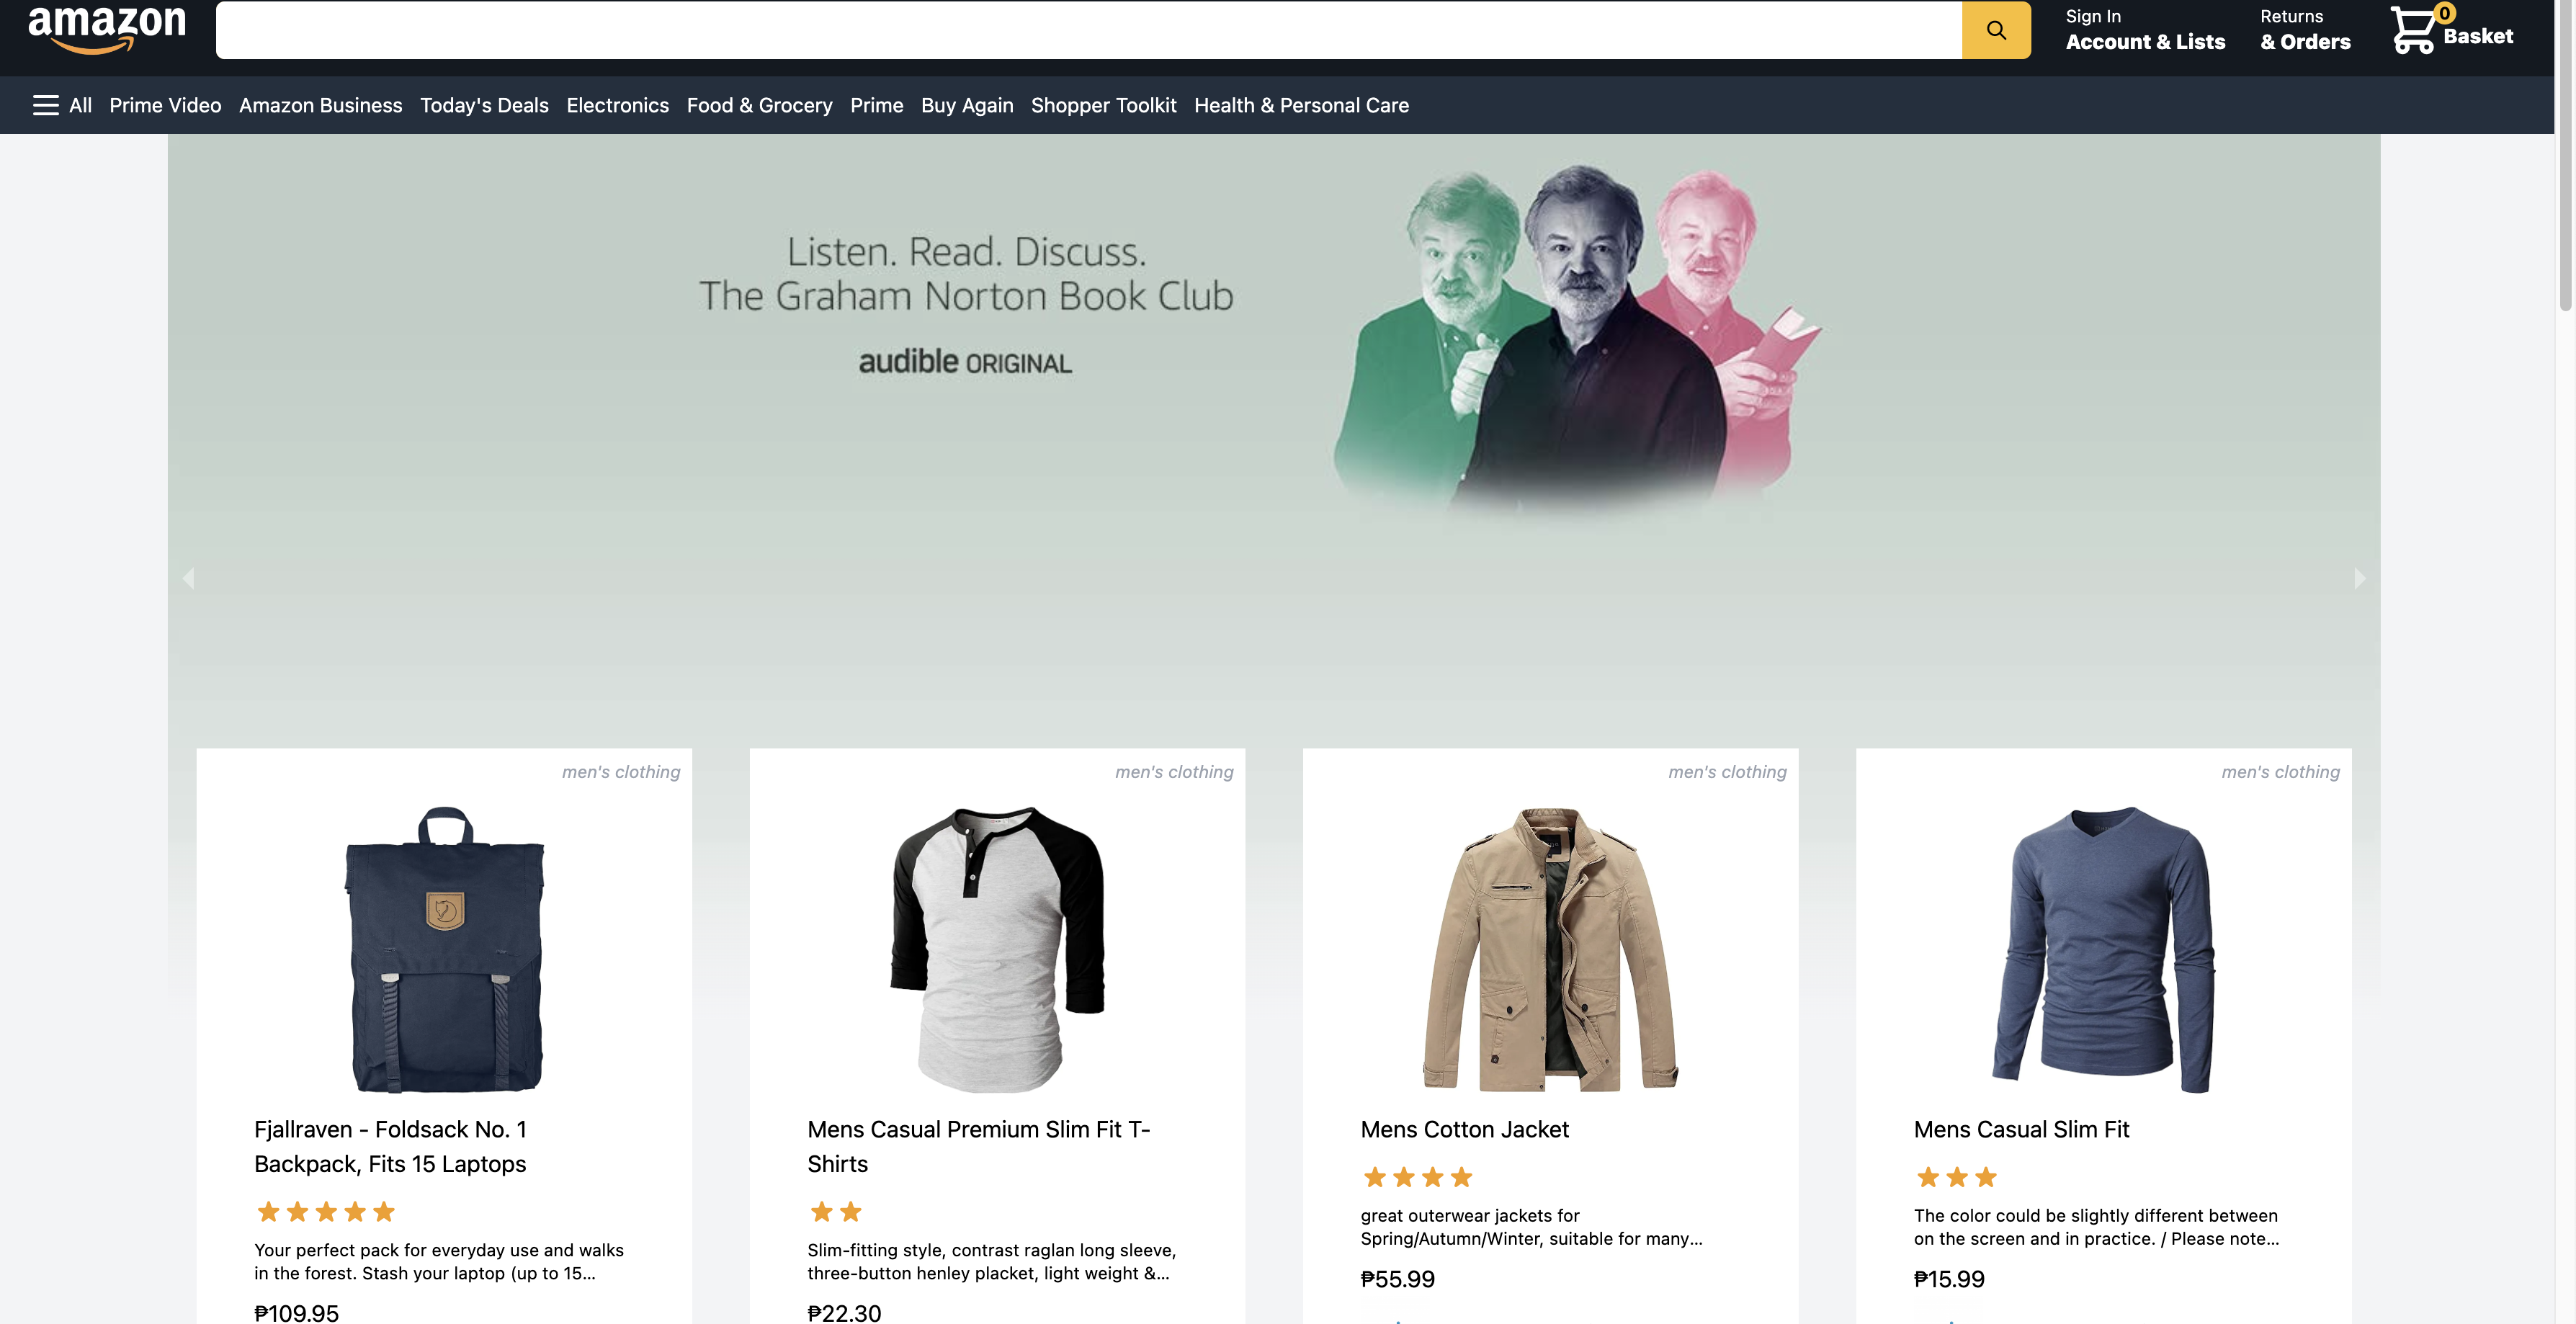 amazon
Sign In
Account & Lists
Returns
& Orders
0
Basket
All Prime Video Amazon Business Today's Deals Electronics Food & Grocery Prime Buy Again Shopper Toolkit Health & Personal Care
Listen. Read. Discuss.
The Graham Norton Book Club
audible ORIGINAL
men's clothing
Fjallraven - Foldsack No. 1
Backpack, Fits 15 Laptops
Your perfect pack for everyday use and walks
in the forest. Stash your laptop (up to 15...
₱109.95
men's clothing
Mens Casual Premium Slim Fit T-
Shirts
Slim-fitting style, contrast raglan long sleeve,
three-button henley placket, light weight &...
₱22.30
men's clothing
Mens Cotton Jacket
great outerwear jackets for
Spring/Autumn/Winter, suitable for many...
₱55.99
men's clothing
Mens Casual Slim Fit
The color could be slightly different between
on the screen and in practice. / Please note...
₱15.99